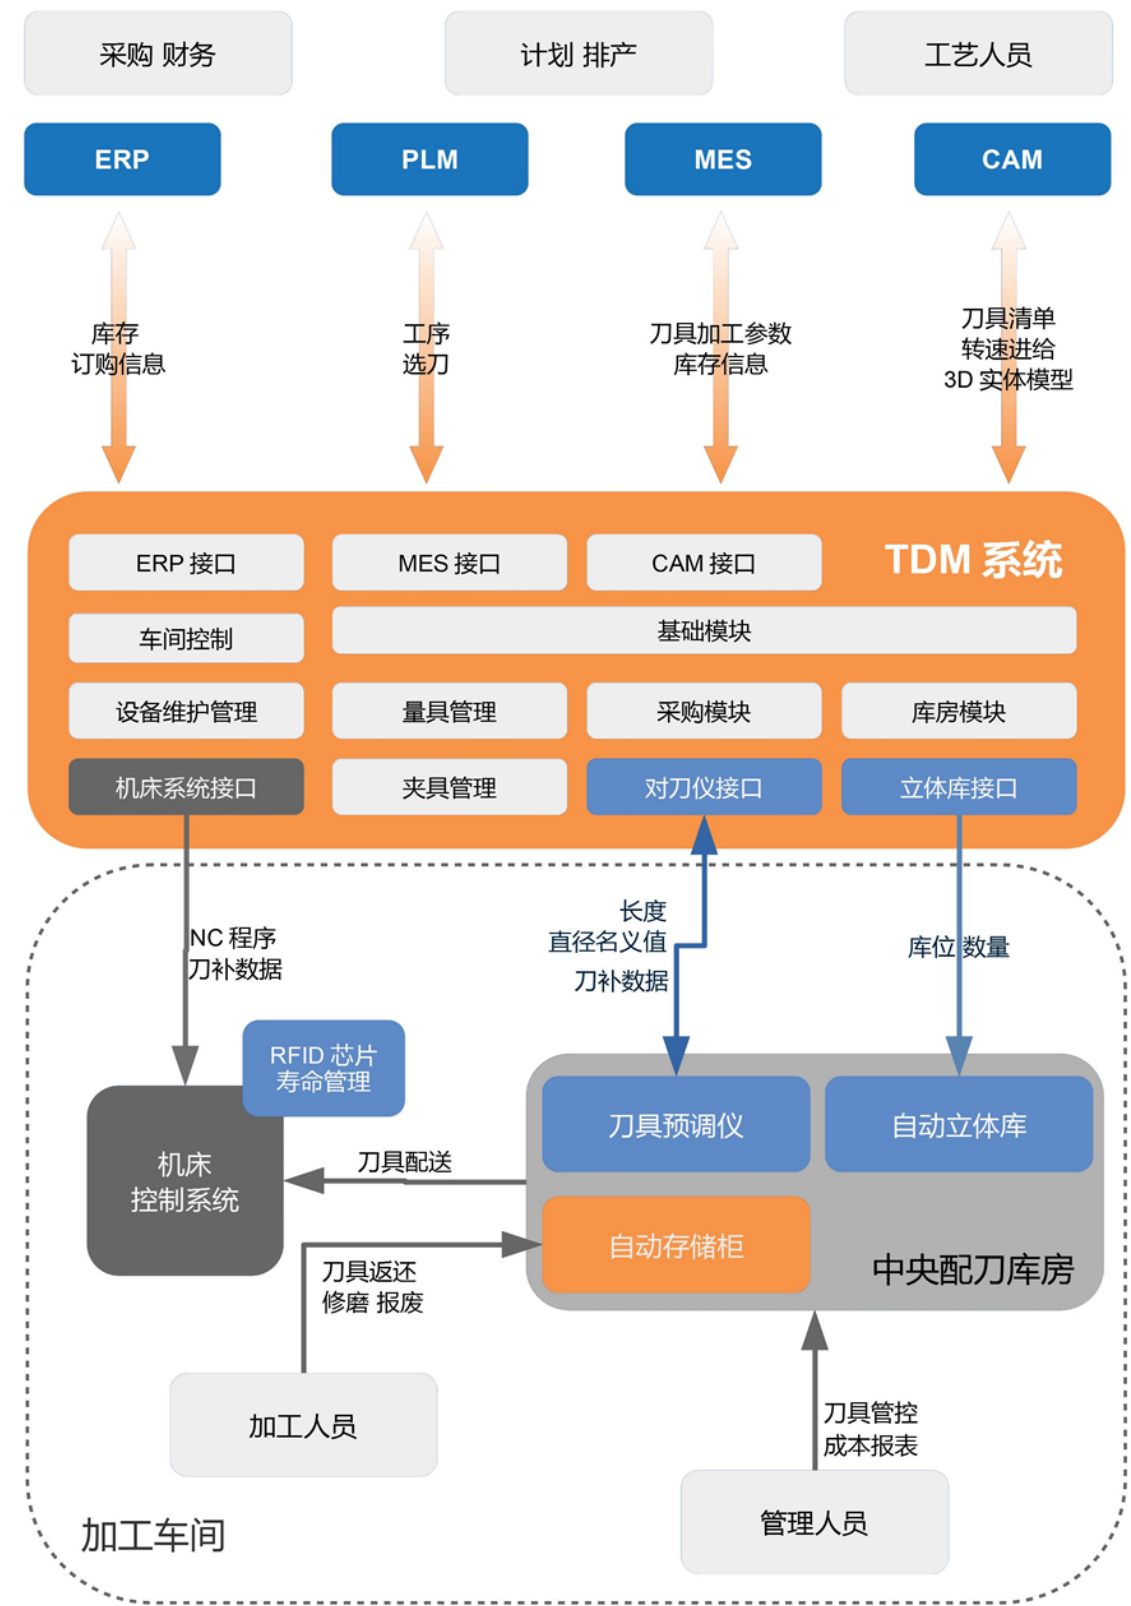 采购 财务
计划 排产
工艺人员
ERP
PLM
MES
CAM
库存
订购信息
工序
选刀
刀具加工参数
库存信息
刀具清单
转速进给
3D 实体模型
TDM 系统
ERP 接口
MES 接口
CAM 接口
车间控制
基础模块
设备维护管理
量具管理
采购模块
库房模块
机床系统接口
夹具管理
对刀仪接口
立体库接口
NC 程序
刀补数据
长度
直径名义值
刀补数据
库位 数量
RFID 芯片
寿命管理
机床
控制系统
刀具配送
刀具预调仪
自动立体库
自动存储柜
中央配刀库房
刀具返还
修磨 报废
加工人员
刀具管控
成本报表
管理人员
加工车间